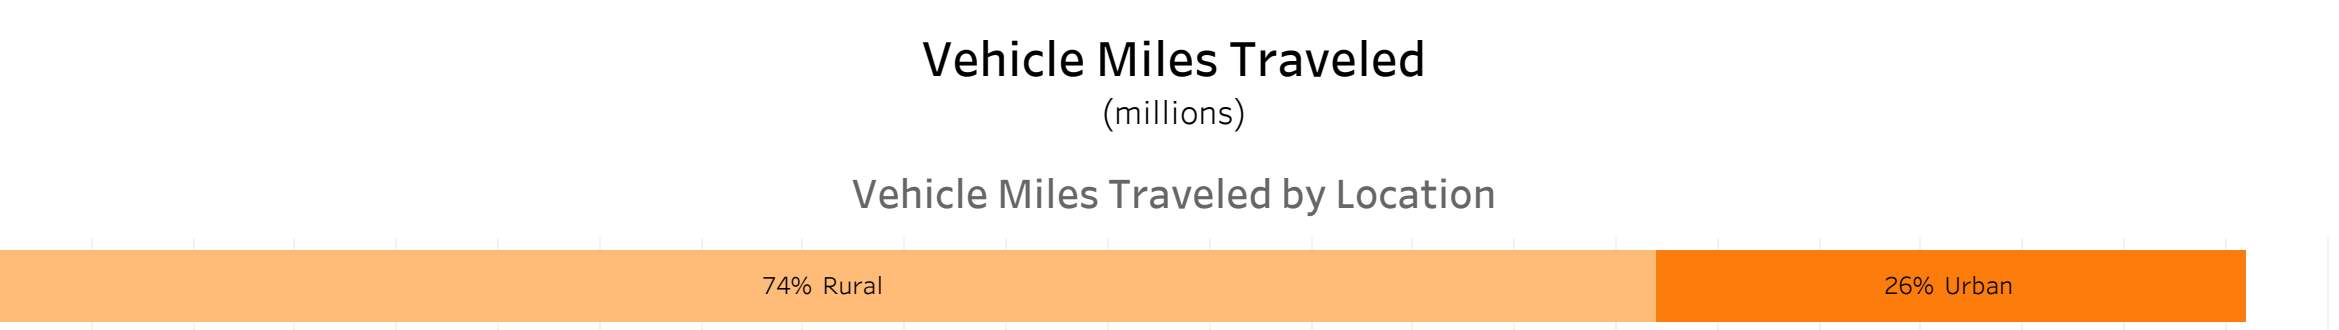 Vehicle Miles Traveled
(millions)
Vehicle Miles Traveled by Location
74% Rural
26% Urban